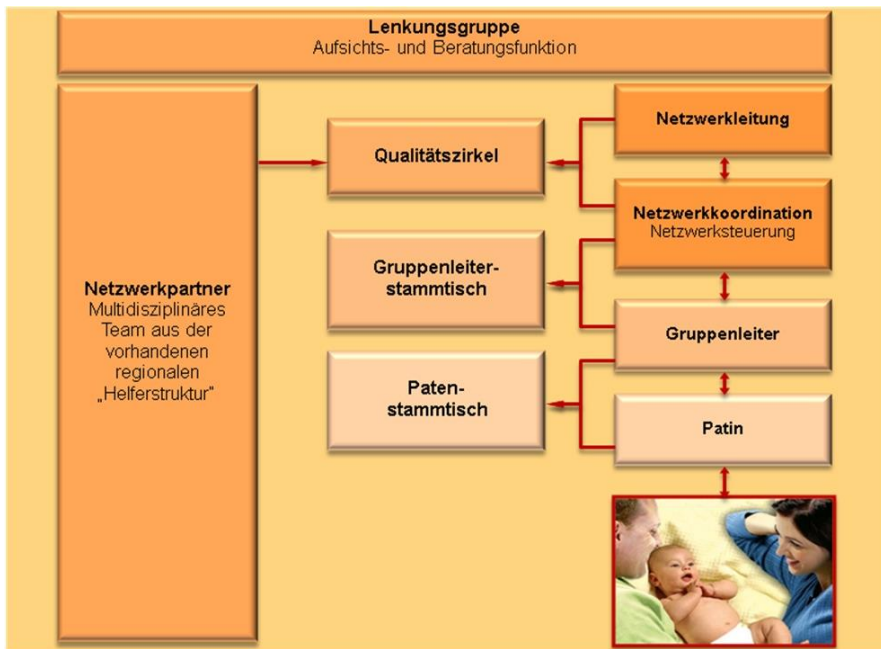 Lenkungsgruppe
Aufsichts- und Beratungsfunktion
Netzwerkpartner
Multidisziplinäres
Team aus der
vorhandenen
regionalen
„Helferstruktur"
Qualitätszirkel
Gruppenleiter-
stammtisch
Paten-
stammtisch
Netzwerkleitung
Netzwerkkoordination
Netzwerksteuerung
Gruppenleiter
Patin